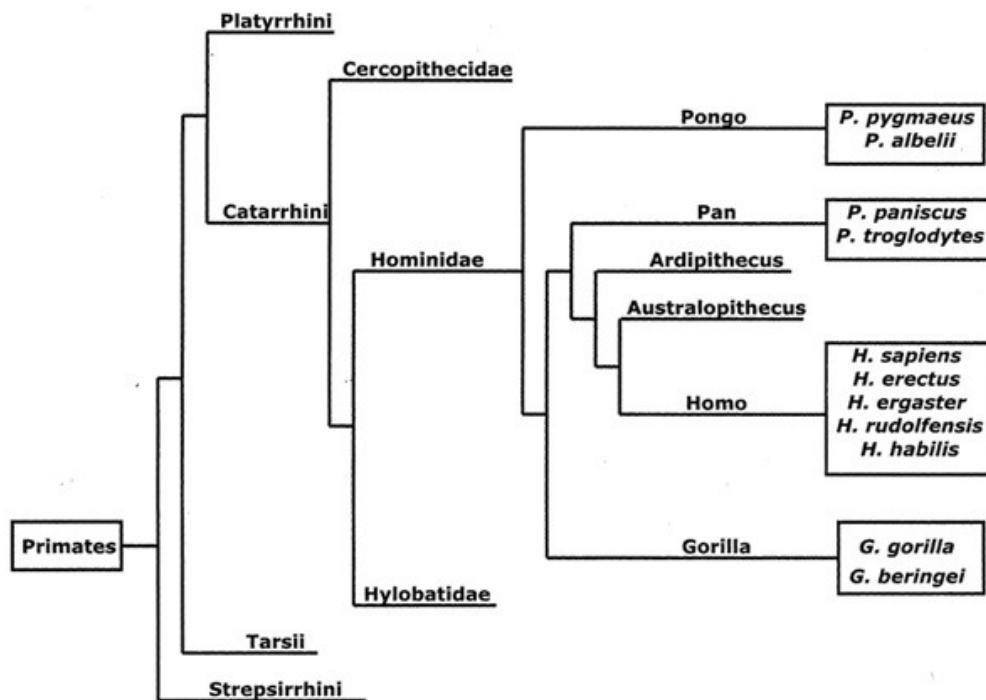 Platyrrhini
Cercopithecidae
Pongo
P. pygmaeus
P. albelii
Catarrhini
Pan
P. paniscus
P. troglodytes
Hominidae
Ardipithecus
Australopithecus
Homo
H. sapiens
H. erectus
H. ergaster
H. rudolfensis
H. habilis
Primates
Gorilla
G. gorilla
G. beringei
Hylobatidae
Tarsii
Strepsirrhini